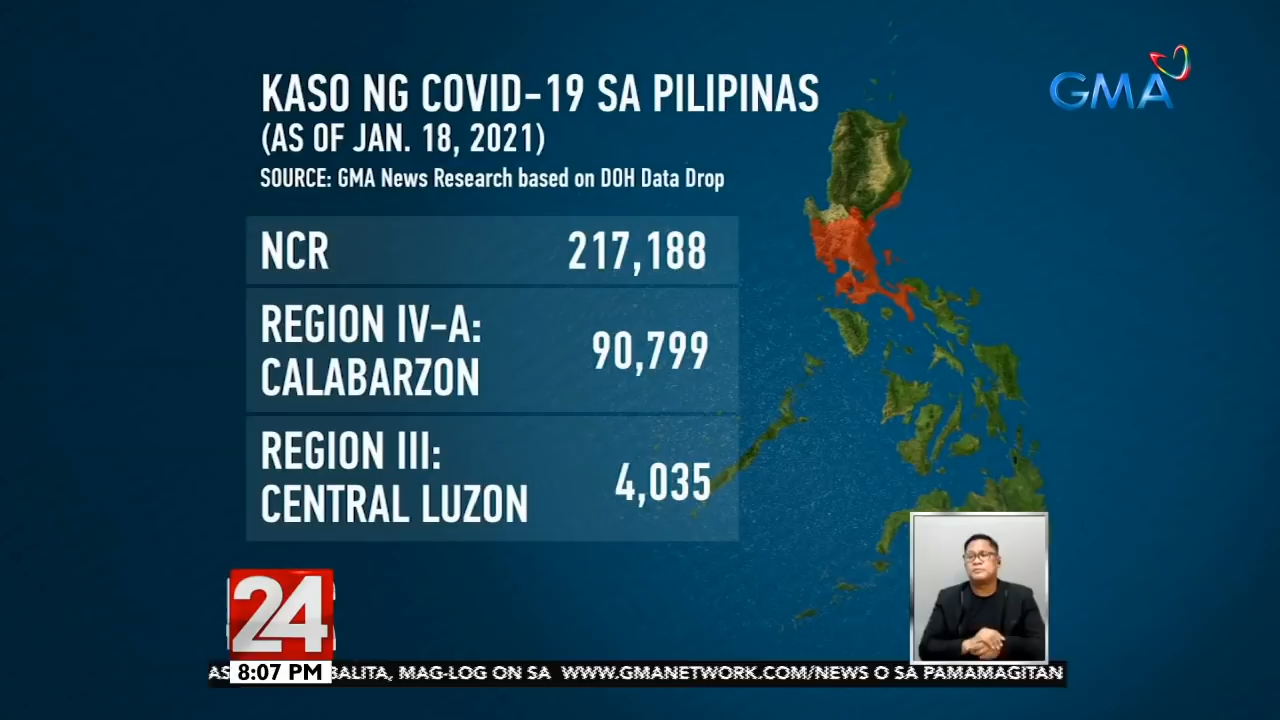 KASO NG COVID-19 SA PILIPINAS
(AS OF JAN. 18, 2021)
SOURCE: GMA News Research based on DOH Data Drop
GMA
NCR 217,188
REGION IV-A:
CALABARZON 90,799
REGION III:
CENTRAL LUZON 4,035
24
8:07 PM
BALITA, MAG-LOG ON SA WWW.GMANETWORK.COM/NEWS O SA PAMAMAGITAN